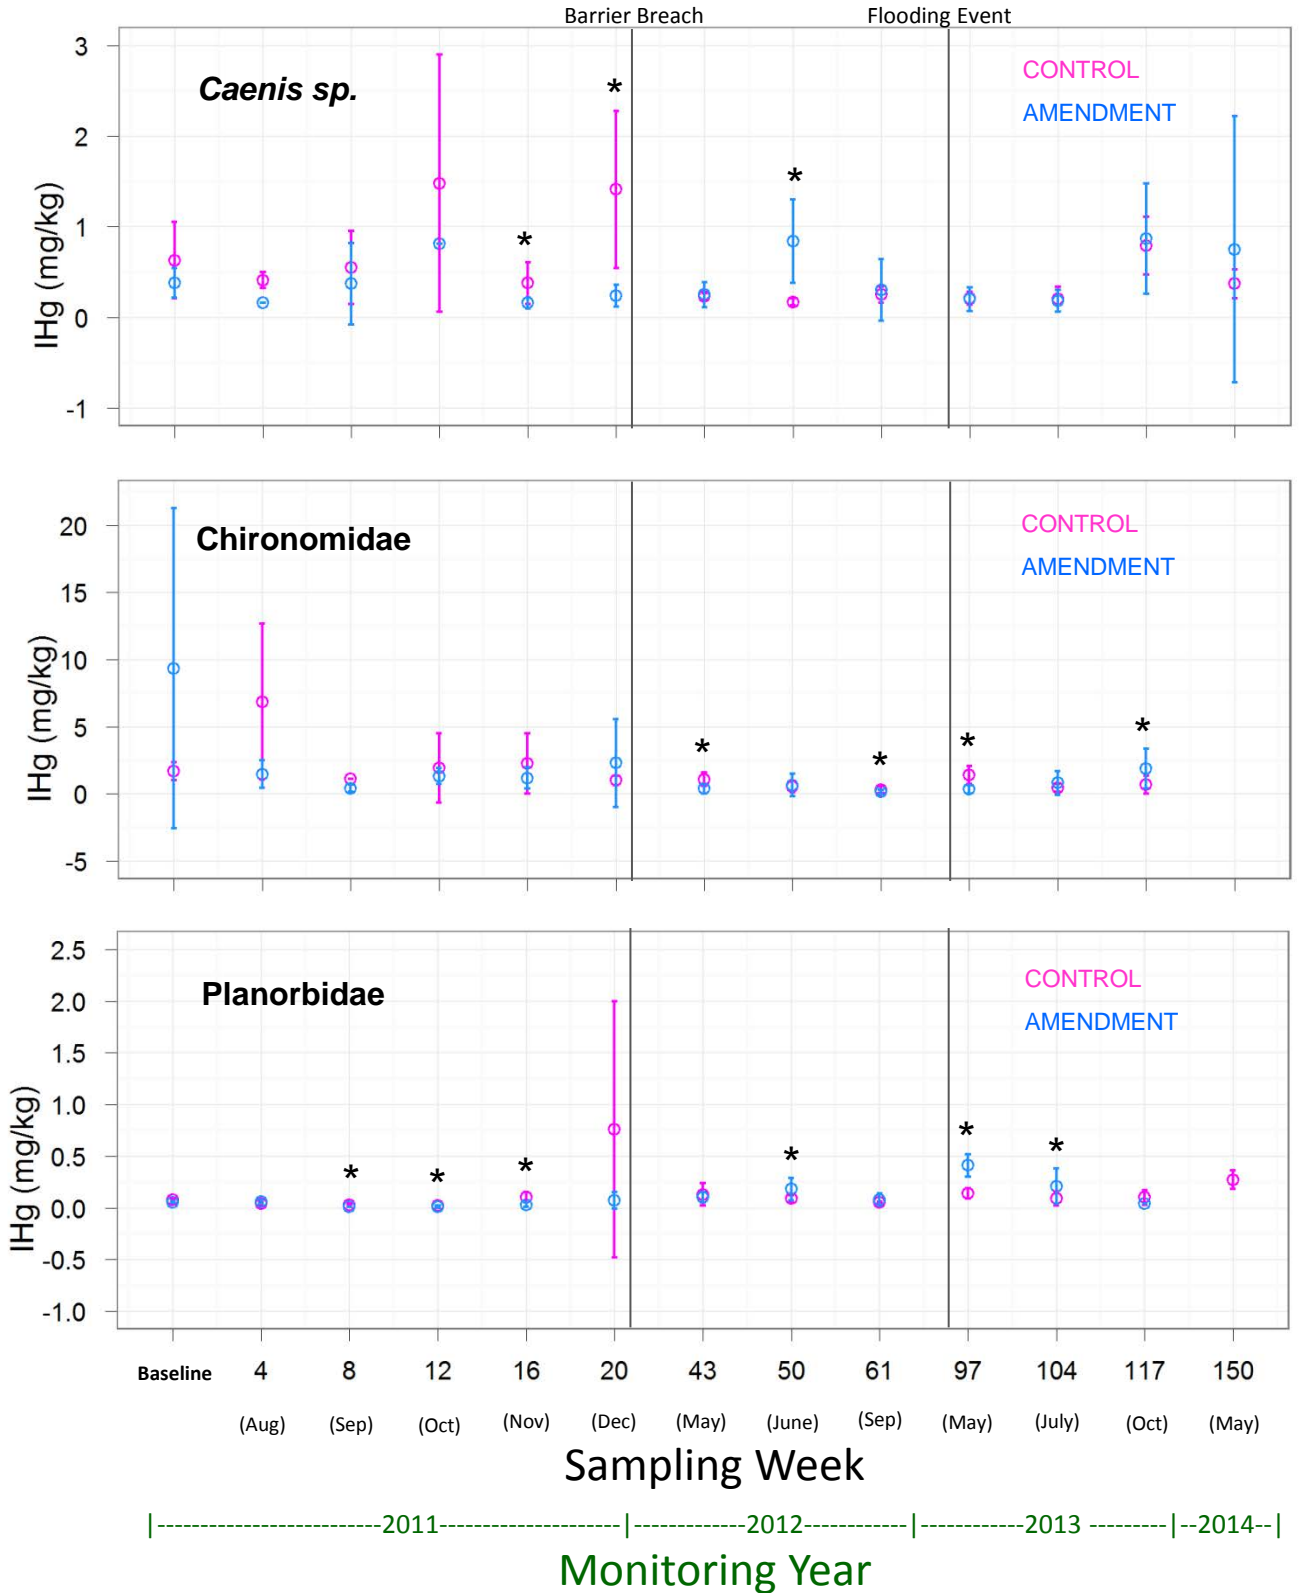 Barrier Breach Flooding Event
Caenis sp.
CONTROL
AMENDMENT
*
*
*
3
2
1
0
-1
IHg (mg/kg)
Chironomidae
CONTROL
AMENDMENT
*
*
*
*
20
15
10
5
0
-5
IHg (mg/kg)
Planorbidae
CONTROL
AMENDMENT
*
*
*
*
*
*
2.5
2.0
1.5
1.0
0.5
0.0
-0.5
-1.0
IHg (mg/kg)
Baseline 4 8 12 16 20 43 50 61 97 104 117 150
(Aug) (Sep) (Oct) (Nov) (Dec) (May) (June) (Sep) (May) (July) (Oct) (May)
Sampling Week
|--------------------------2011---------------------|-------------2012------------|------------2013 ---------|--2014--|
Monitoring Year